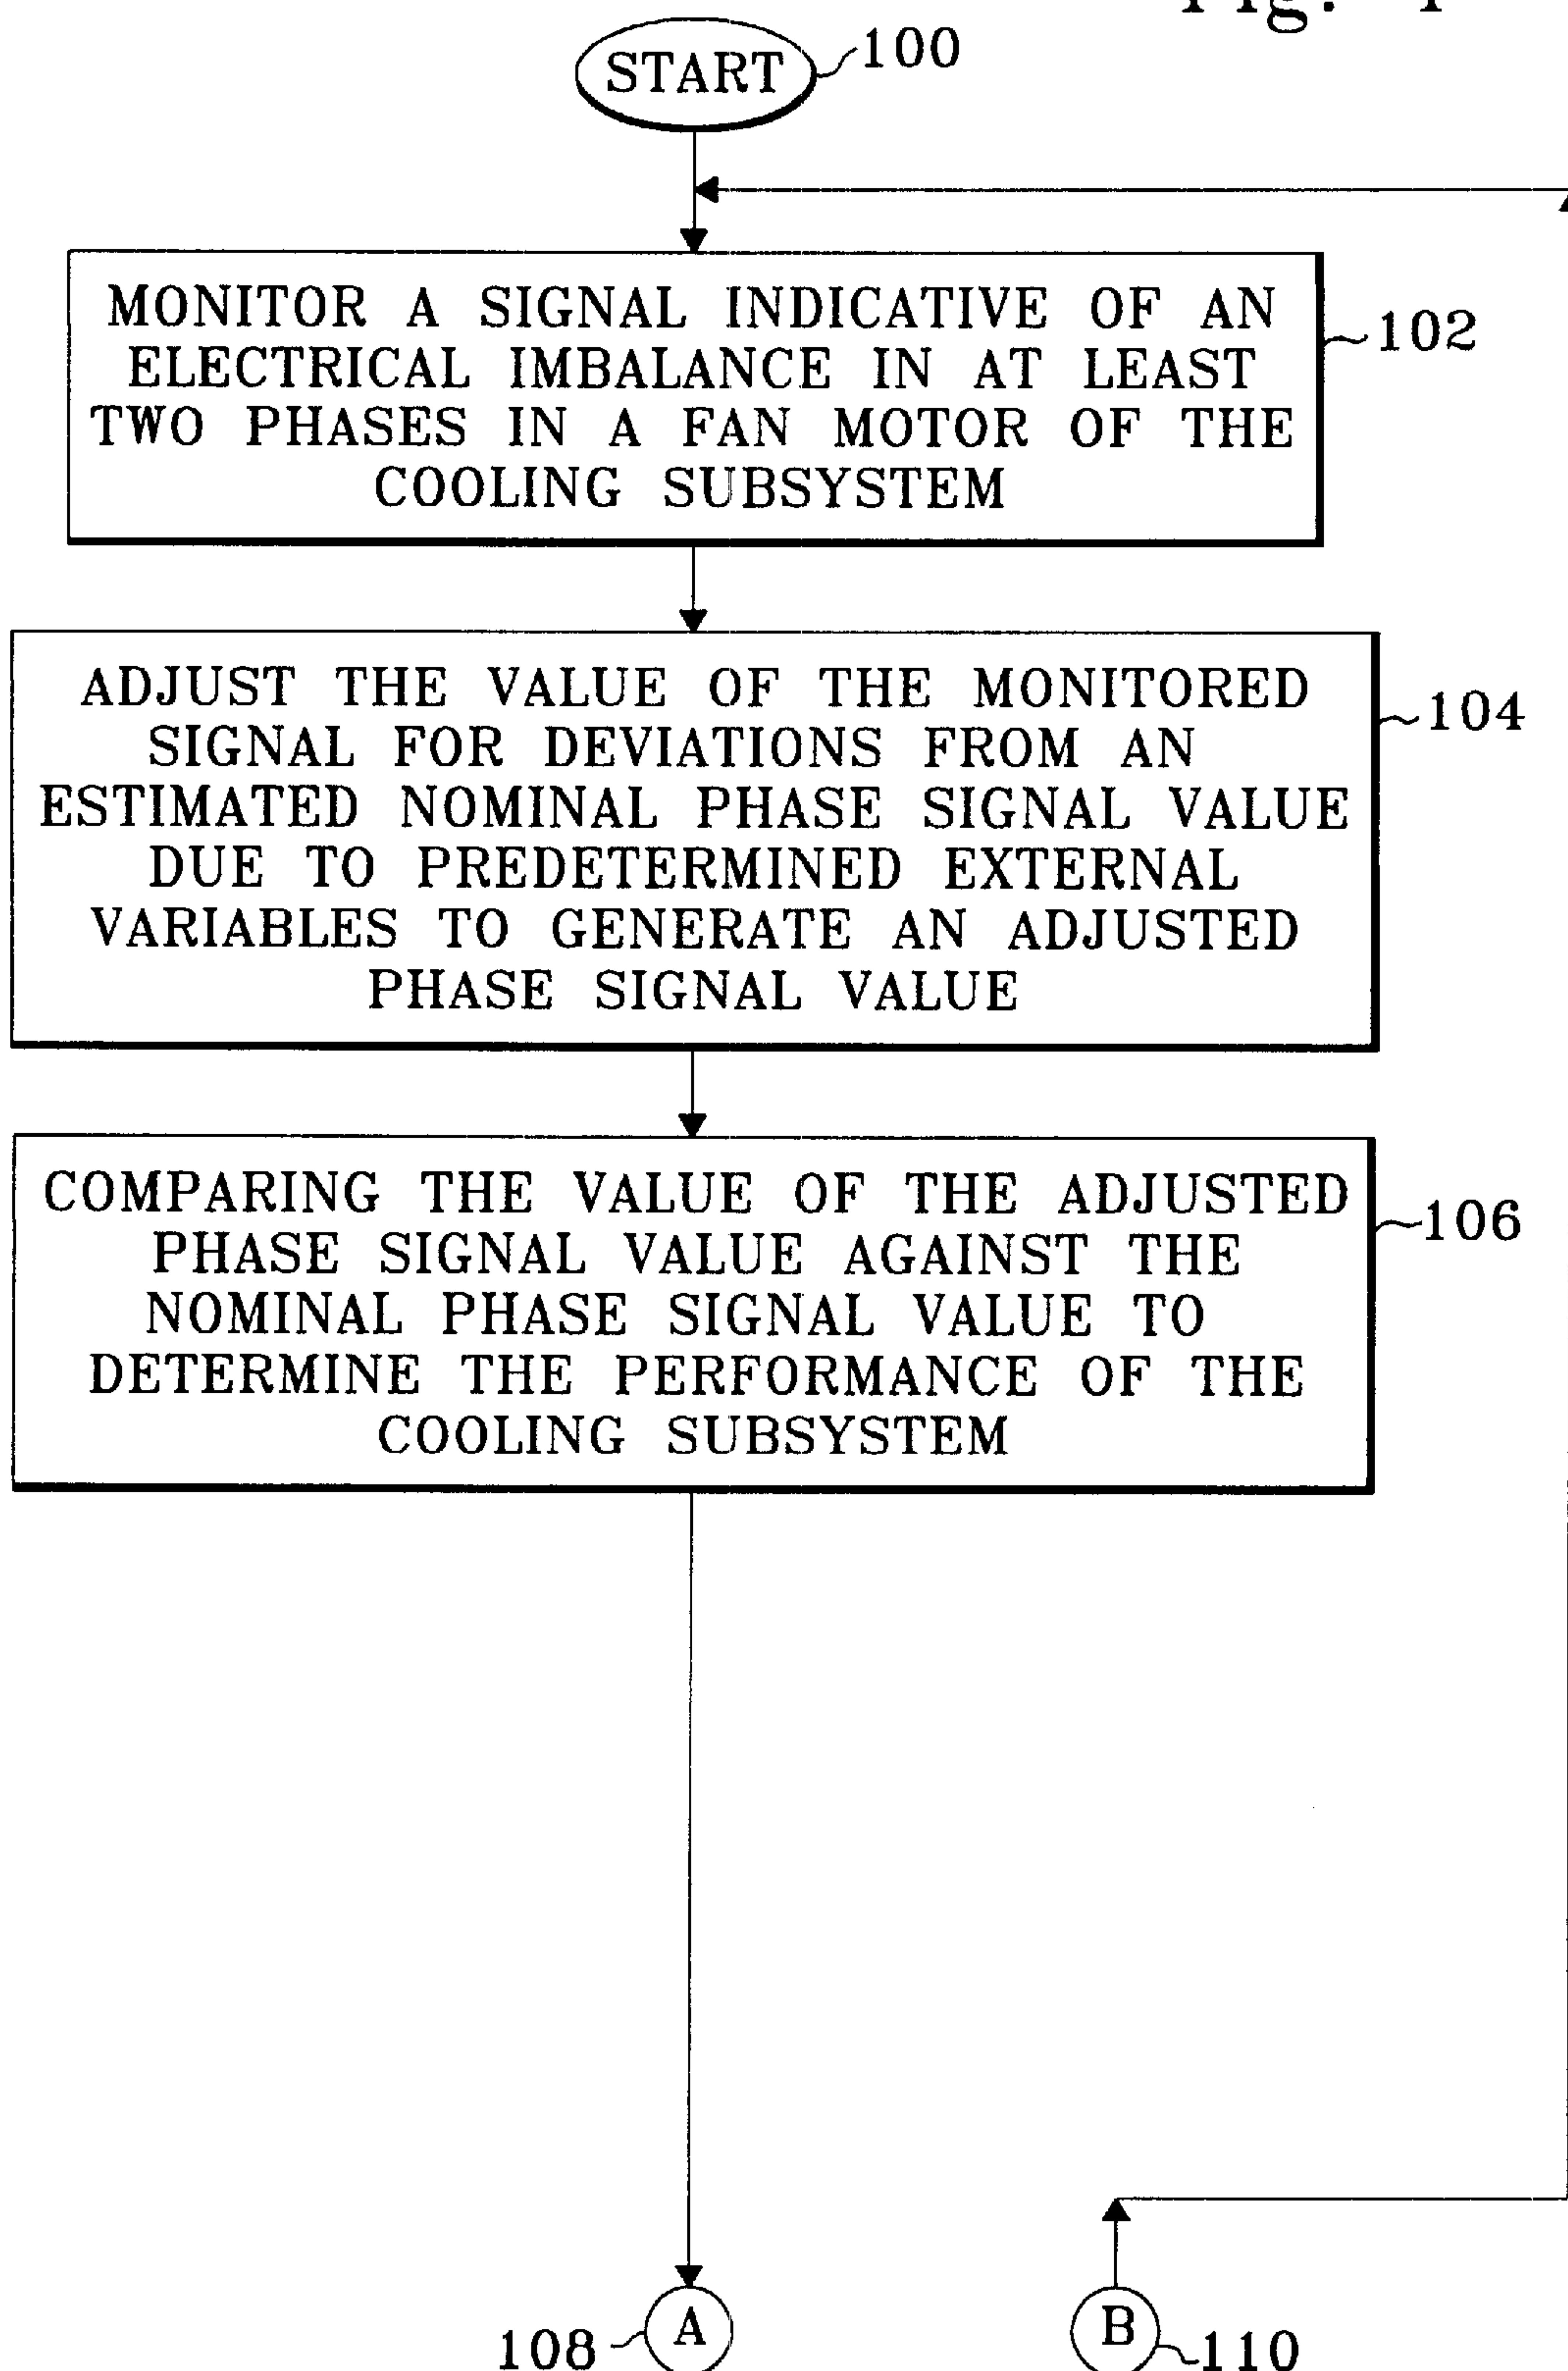 Fig.
START
100
MONITOR A SIGNAL INDICATIVE OF AN
ELECTRICAL IMBALANCE IN AT LEAST
TWO PHASES IN A FAN MOTOR OF THE
COOLING SUBSYSTEM
102
ADJUST THE VALUE OF THE MONITORED
SIGNAL FOR DEVIATIONS FROM AN
ESTIMATED NOMINAL PHASE SIGNAL VALUE
DUE TO PREDETERMINED EXTERNAL
VARIABLES TO GENERATE AN ADJUSTED
PHASE SIGNAL VALUE
104
COMPARING THE VALUE OF THE ADJUSTED
PHASE SIGNAL VALUE AGAINST THE
NOMINAL PHASE SIGNAL VALUE TO
DETERMINE THE PERFORMANCE OF THE
COOLING SUBSYSTEM
106
108
A
B
110